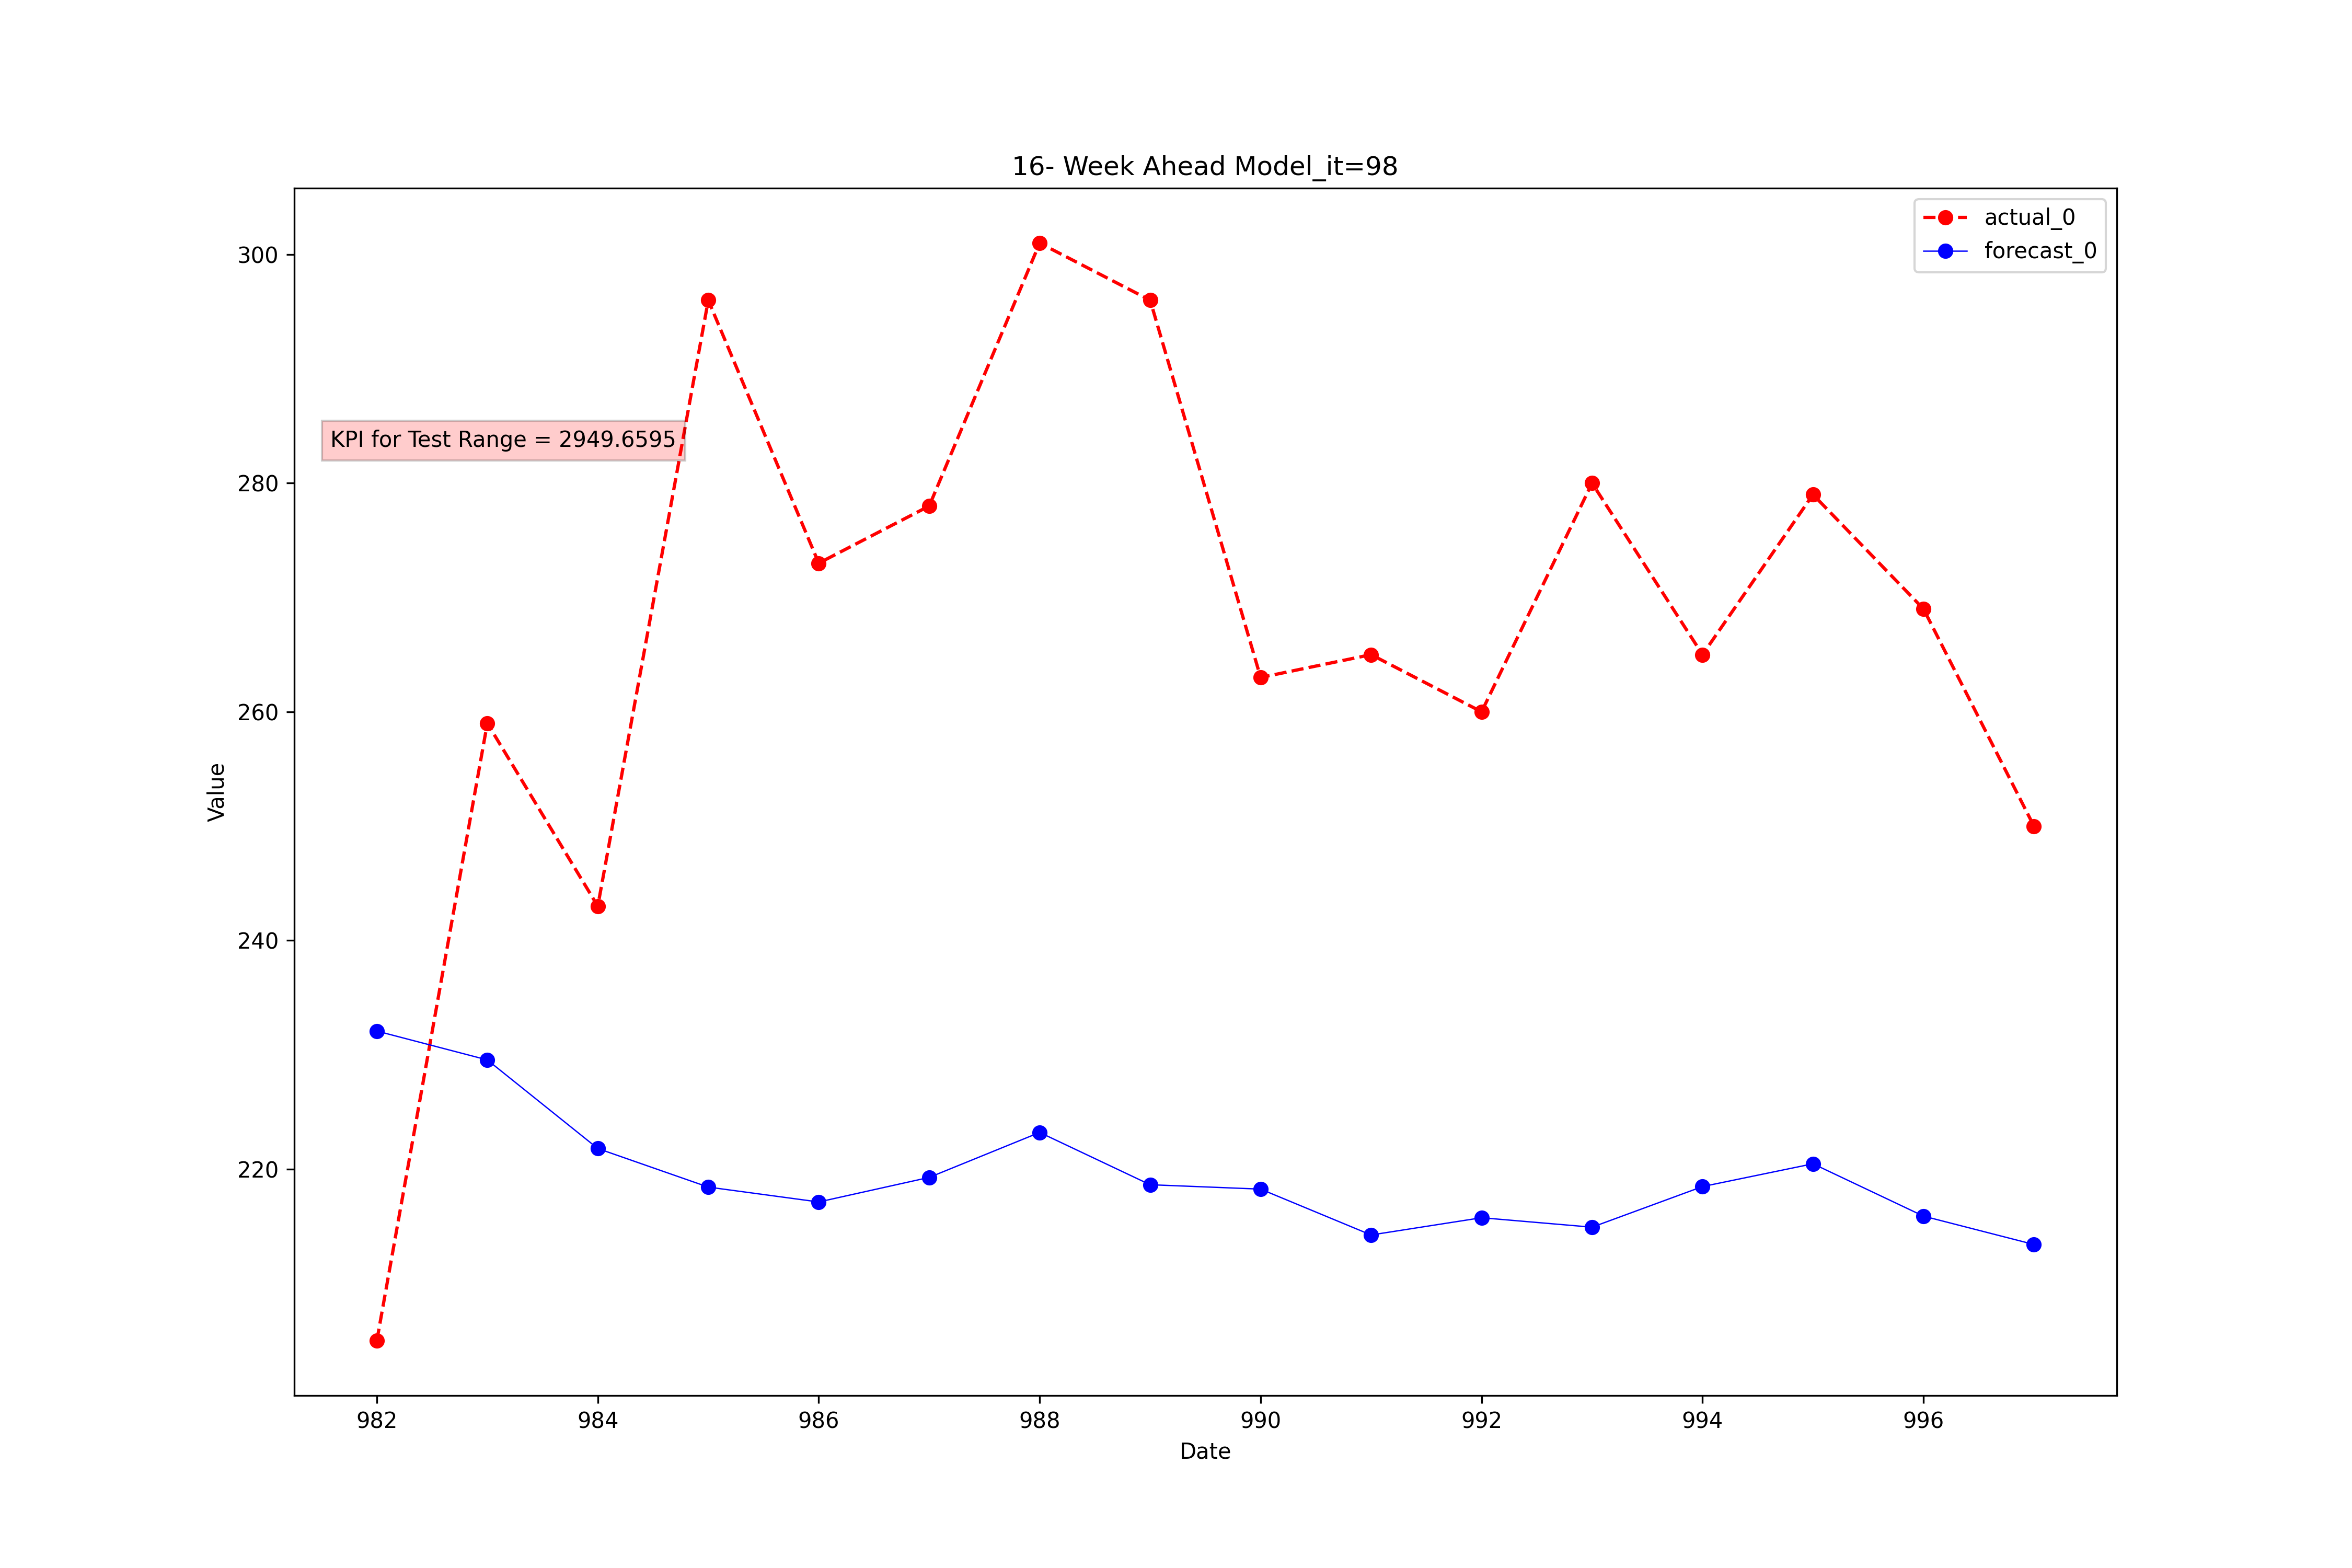 16- Week Ahead Model_it=98
actual_0
forecast_0
KPI for Test Range = 2949.6595
300
280
260
240
220
Value
982 984 986 988 990 992 994 996
Date